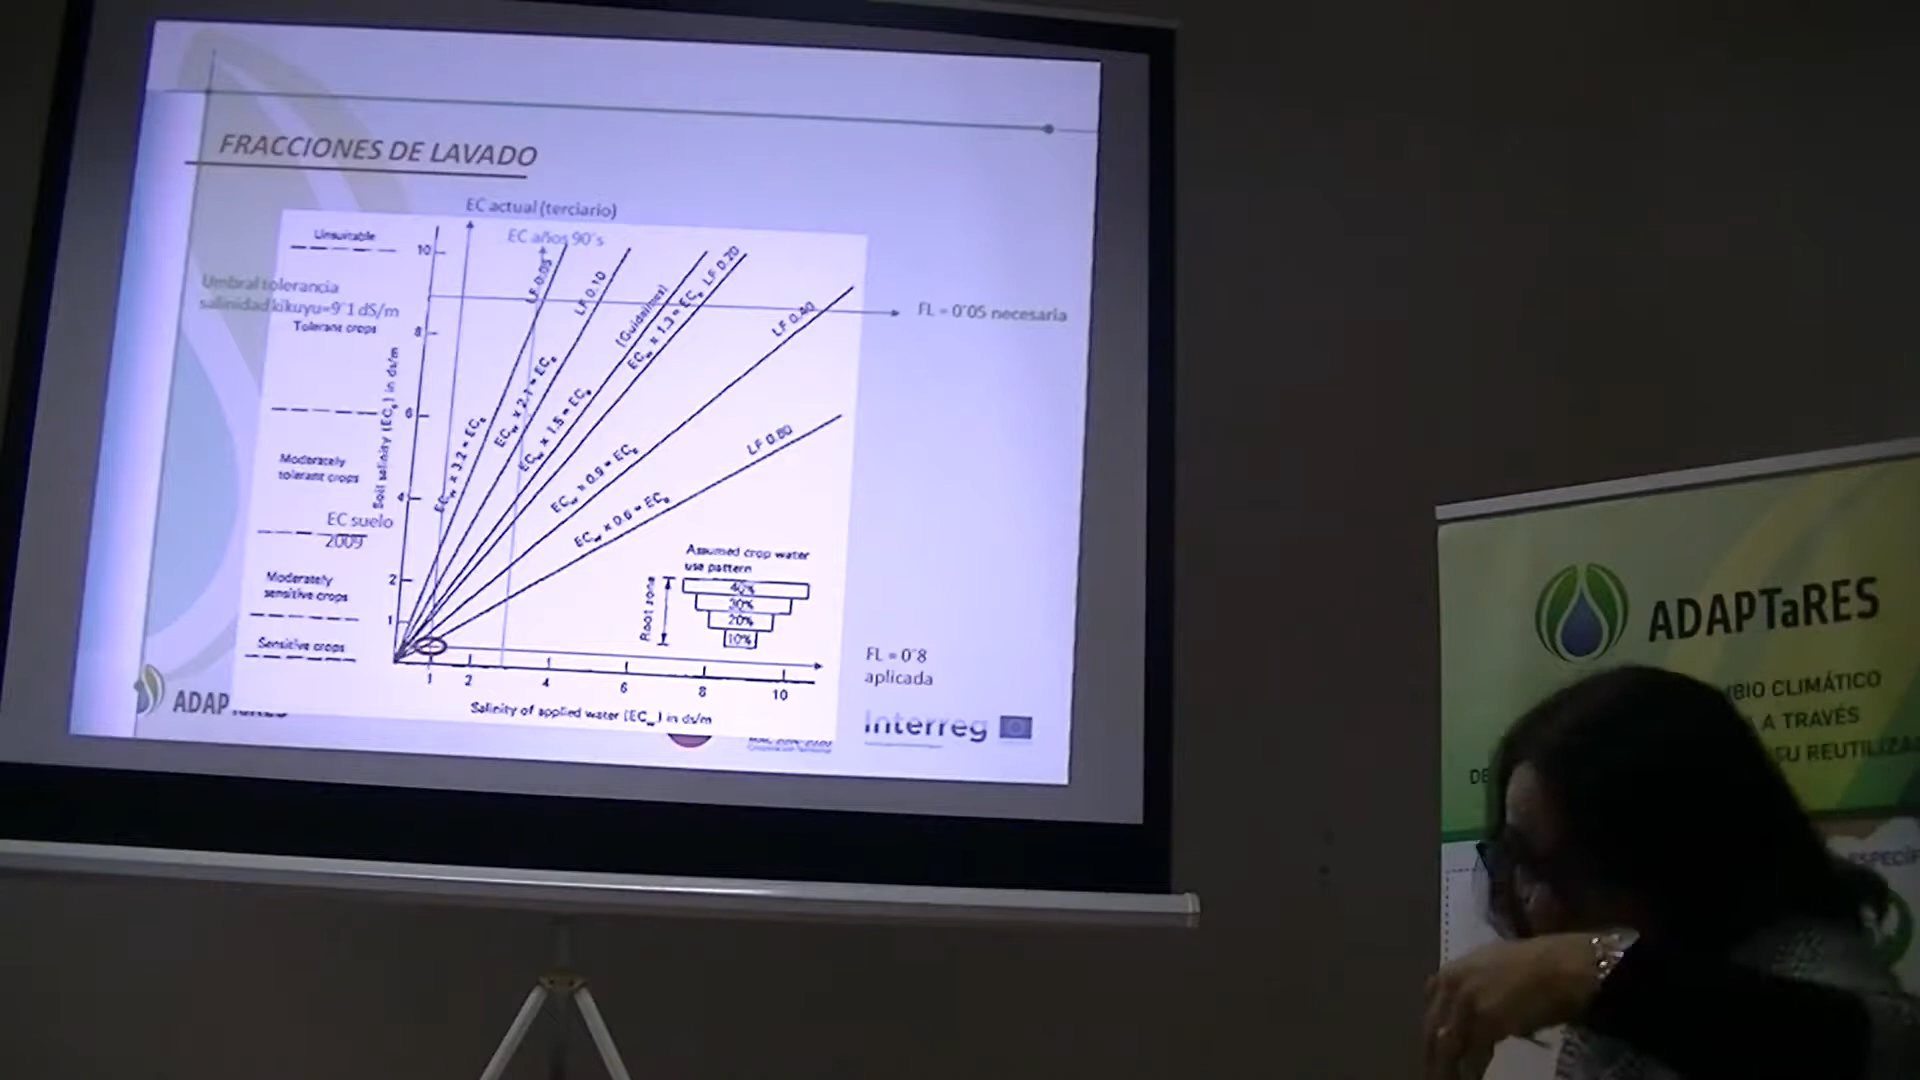 FRACCIONES DE LAVADO
EC actual (terciario)
EC años 90´s
Unsuitable
Umbral tolerancia
salinidad kikuyu=9´1 dS/m
Tolerant crops
Moderately
tolerant crops
EC suelo
2009
Moderately
sensitive crops
Sensitive crops
Soil salinity (ECe) in ds/m
10
8
6
4
2
1
LF 0.05
LF 0.10
(Guidelines)
LF 0.20
LF 0.40
LF 0.80
ECw x 3.2 = ECe
ECw x 2.1 = ECe
ECw x 1.5 = ECe
ECw x 1.3 = ECe
ECw x 0.9 = ECe
ECw x 0.6 = ECe
FL = 0´05 necesaria
Assumed crop water
use pattern
Root zone
40%
30%
20%
10%
1 2 4 6 8 10
Salinity of applied water (ECw) in ds/m
FL = 0´8
aplicada
ADAP
Interreg
ADAPTaRES
MBIO CLIMÁTICO
A TRAVÉS
DE
SU REUTILIZA
ESPECÍF